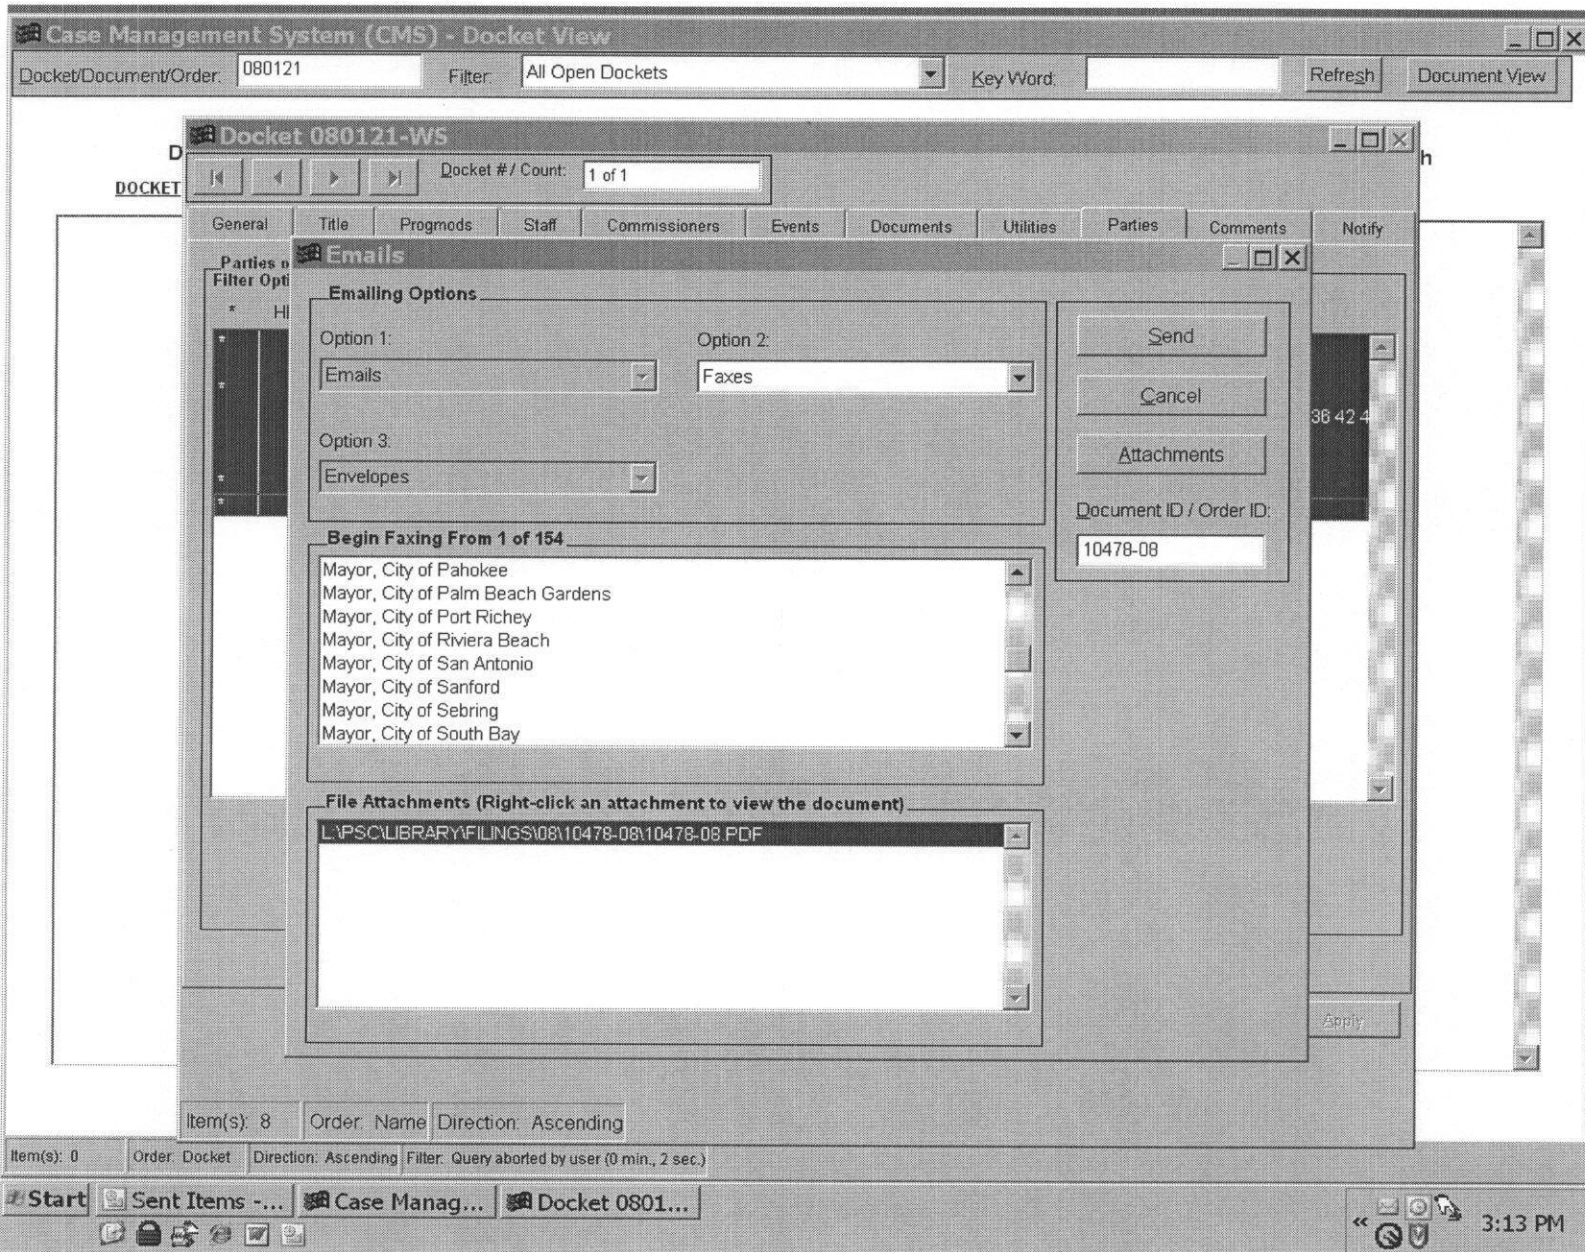 Case Management System (CMS) - Docket View
Docket/Document/Order: 080121 Filter: All Open Dockets Key Word: Refresh Document View
Docket 080121-WS
D h
Docket # / Count: 1 of 1
DOCKET
General Title Progmods Staff Commissioners Events Documents Utilities Parties Comments Notify
Emails
Parties o
Filter Opti
* HI
Emailing Options
Option 1: Option 2:
Emails Faxes
Option 3:
Envelopes
Send
Cancel
Attachments
36 42 4
Document ID / Order ID:
10478-08
Begin Faxing From 1 of 154
Mayor, City of Pahokee
Mayor, City of Palm Beach Gardens
Mayor, City of Port Richey
Mayor, City of Riviera Beach
Mayor, City of San Antonio
Mayor, City of Sanford
Mayor, City of Sebring
Mayor, City of South Bay
File Attachments (Right-click an attachment to view the document)
L:\PSC\LIBRARY\FILINGS\08\10478-08\10478-08.PDF
Apply
Item(s): 8 Order: Name Direction: Ascending
Item(s): 0 Order: Docket Direction: Ascending Filter: Query aborted by user (0 min., 2 sec.)
Start Sent Items -... Case Manag... Docket 0801...
« 3:13 PM